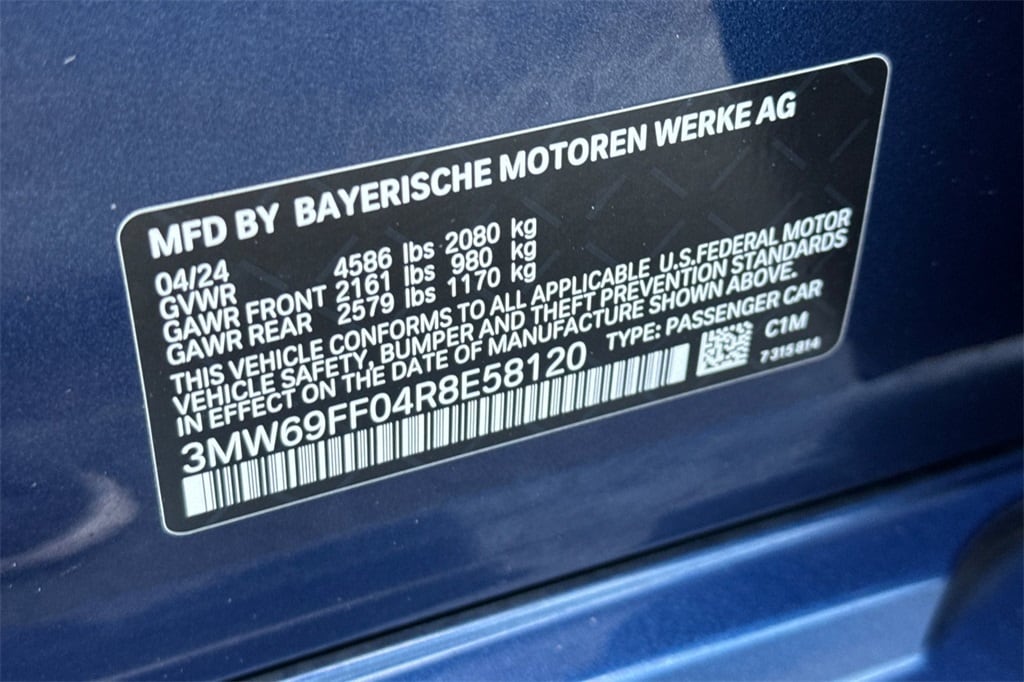 MFD BY BAYERISCHE MOTOREN WERKE AG
04/24
GVWR 4586 lbs 2080 kg
GAWR FRONT 2161 lbs 980 kg
GAWR REAR 2579 lbs 1170 kg
THIS VEHICLE CONFORMS TO ALL APPLICABLE U.S.FEDERAL MOTOR
VEHICLE SAFETY, BUMPER AND THEFT PREVENTION STANDARDS
IN EFFECT ON THE DATE OF MANUFACTURE SHOWN ABOVE.
3MW69FF04R8E58120 TYPE: PASSENGER CAR
C1M
7315814